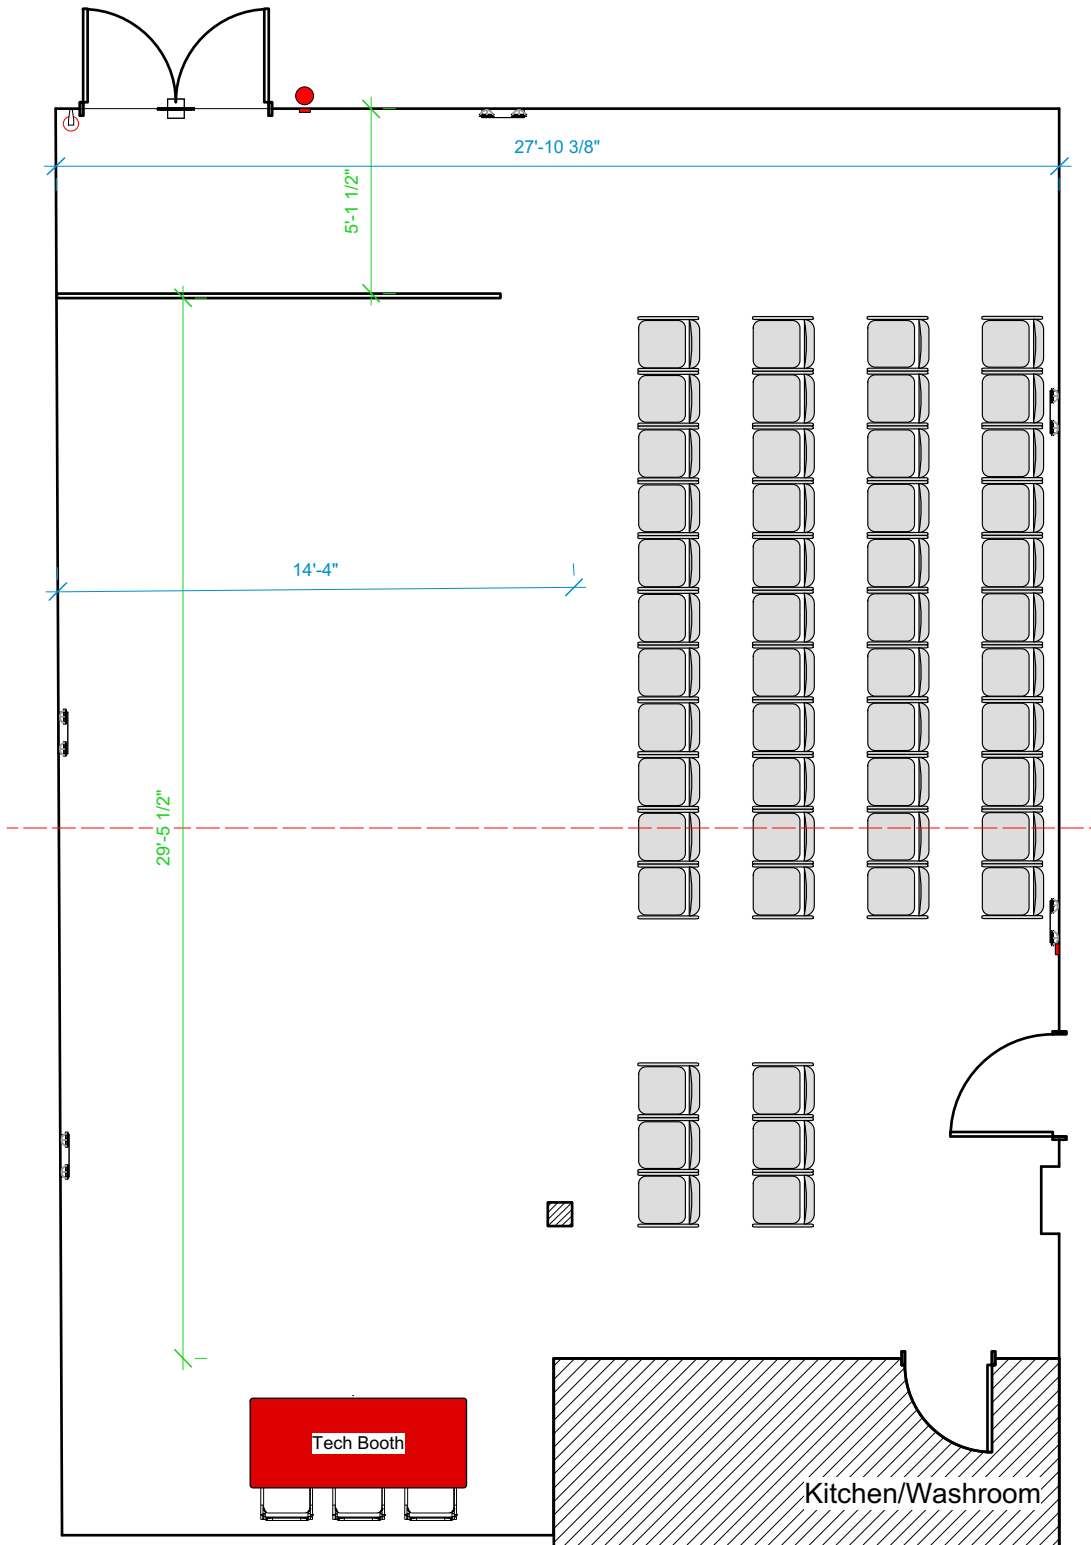 27'-10 3/8"
5'-1 1/2"
14'-4"
29'-5 1/2"
Tech Booth
Kitchen/Washroom